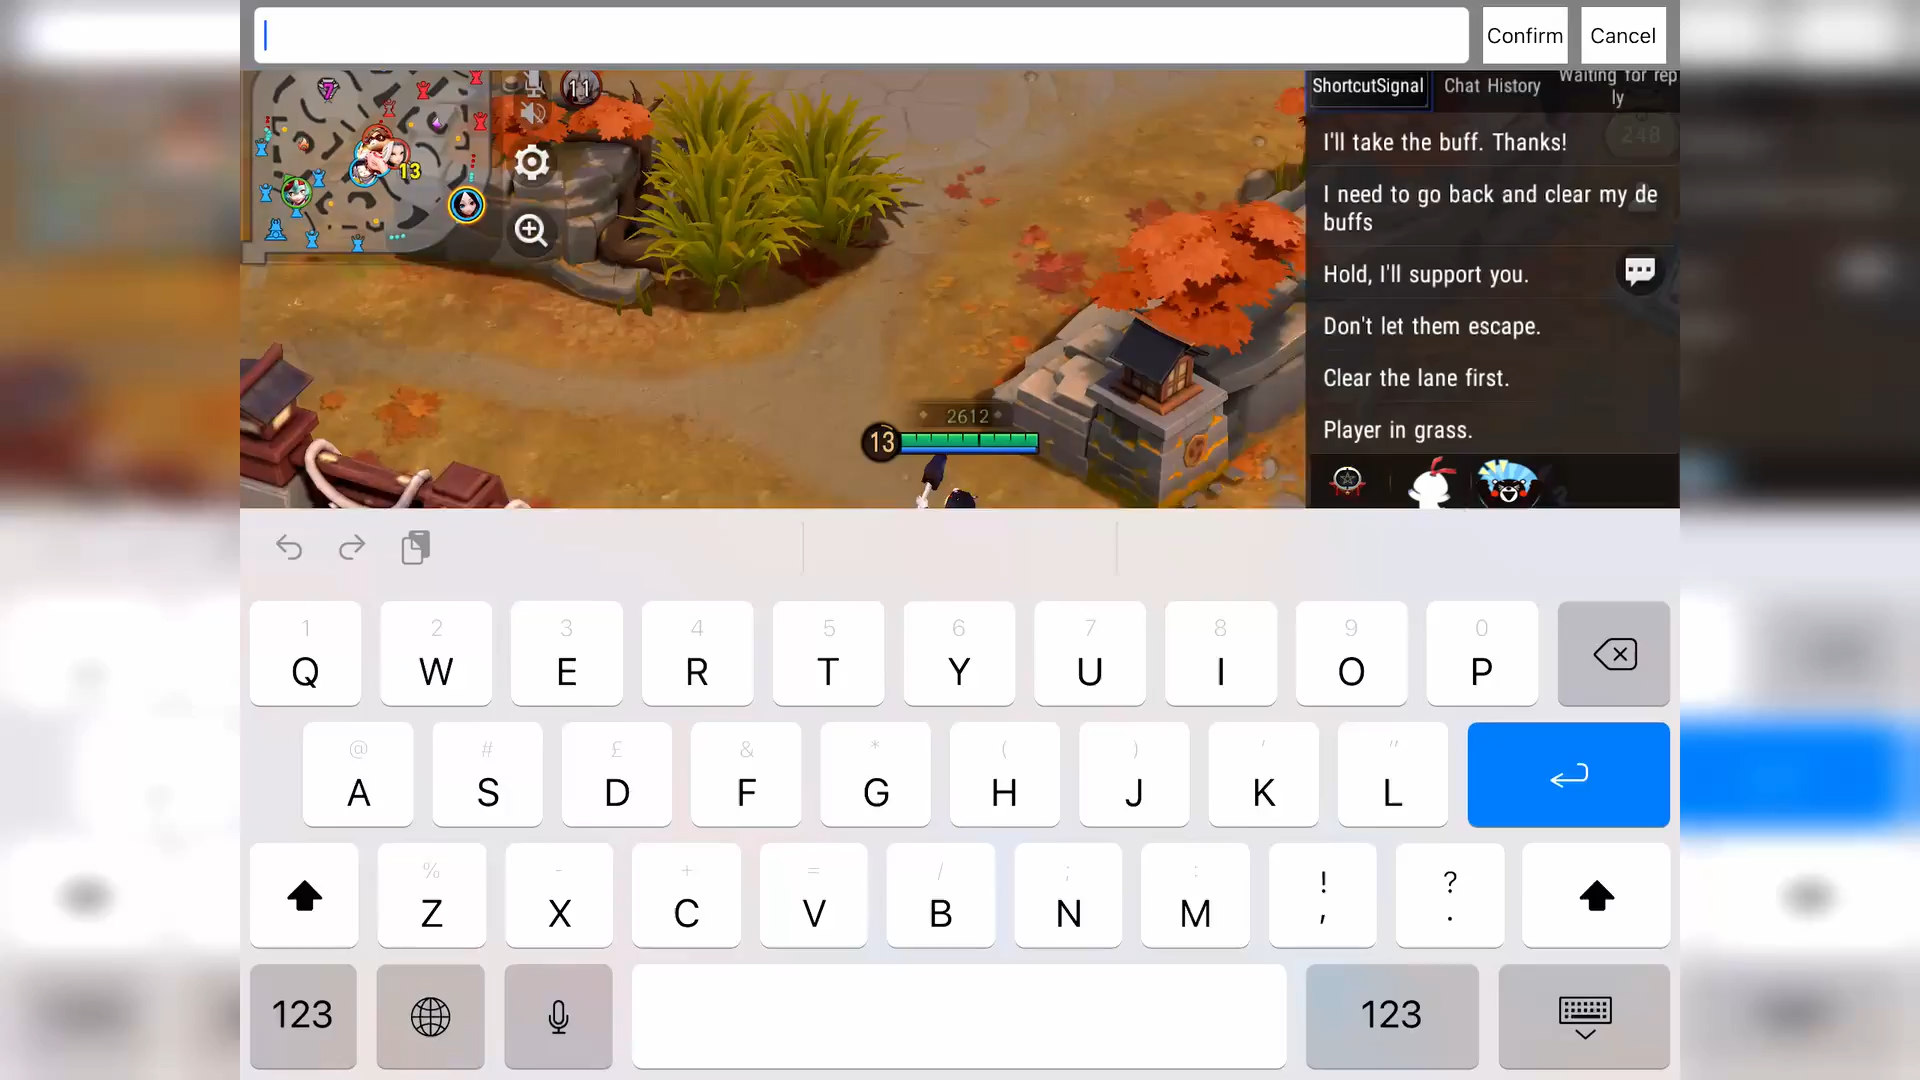 Confirm
Cancel
ShortcutSignal
Chat History
Waiting for rep
ly
7
13
11
248
I'll take the buff. Thanks!
I need to go back and clear my de
buffs
Hold, I'll support you.
Don't let them escape.
Clear the lane first.
Player in grass.
2612
13
1 2 3 4 5 6 7 8 9 0
Q W E R T Y U I O P
@ # £ & * ( ) ' "
A S D F G H J K L
% - + = / ; : ! ?
Z X C V B N M , .
123
123